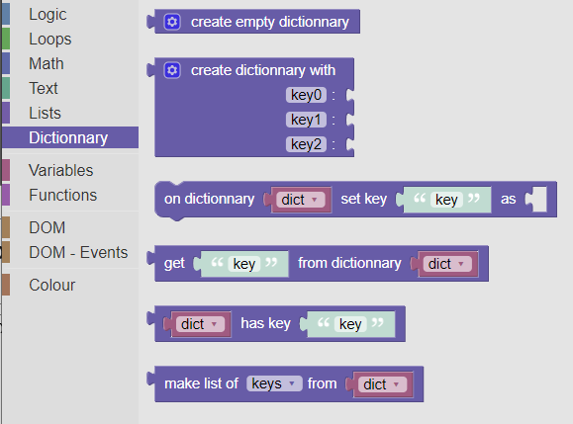 Logic
Loops
Math
Text
Lists
Dictionnary
Variables
Functions
DOM
DOM - Events
Colour
create empty dictionnary
create dictionnary with
key0 :
key1 :
key2 :
on dictionnary dict set key “ key ” as
get “ key ” from dictionnary dict
dict has key “ key ”
make list of keys from dict